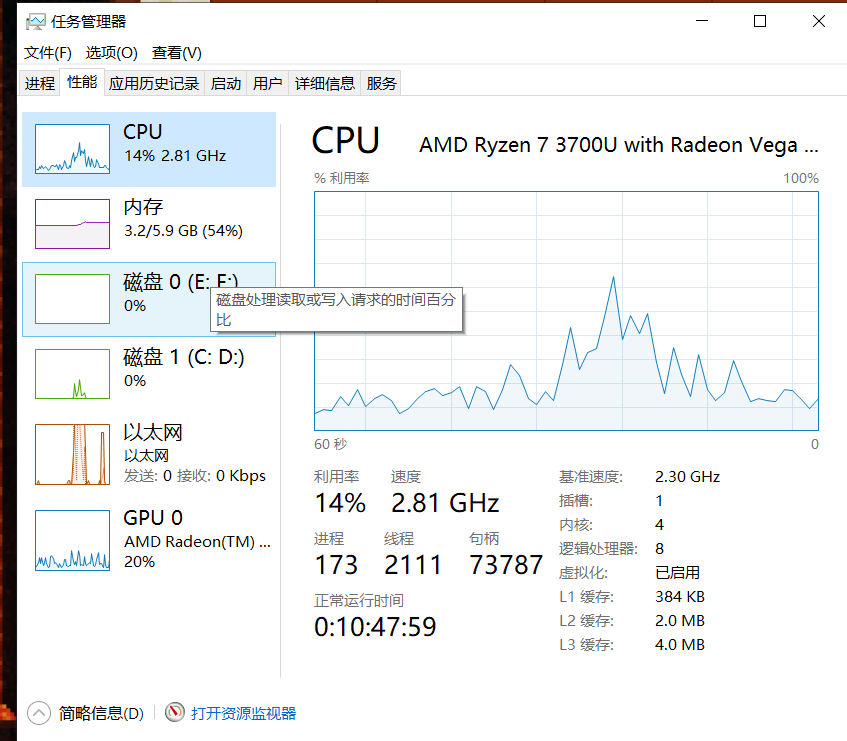 任务管理器
文件(F) 选项(O) 查看(V)
进程 性能 应用历史记录 启动 用户 详细信息 服务
CPU
14% 2.81 GHz
内存
3.2/5.9 GB (54%)
磁盘 0 (E: F:)
0%
磁盘处理读取或写入请求的时间百分
比
磁盘 1 (C: D:)
0%
以太网
以太网
发送: 0 接收: 0 Kbps
GPU 0
AMD Radeon(TM) ...
20%
CPU AMD Ryzen 7 3700U with Radeon Vega ...
% 利用率 100%
60 秒 0
利用率 速度
14% 2.81 GHz
进程 线程 句柄
173 2111 73787
正常运行时间
0:10:47:59
基准速度: 2.30 GHz
插槽: 1
内核: 4
逻辑处理器: 8
虚拟化: 已启用
L1 缓存: 384 KB
L2 缓存: 2.0 MB
L3 缓存: 4.0 MB
简略信息(D) 打开资源监视器